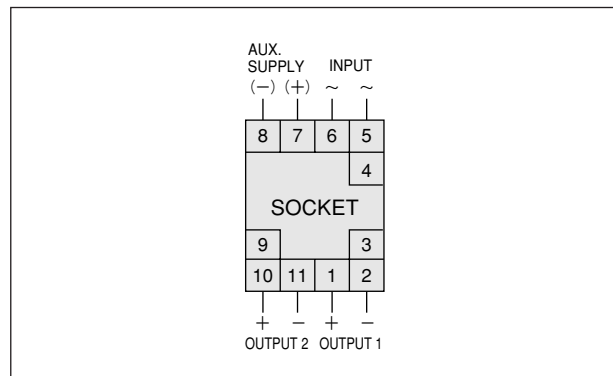 AUX.
SUPPLY INPUT
(−) (+) ~ ~
8 7 6 5
4
SOCKET
9 3
10 11 1 2
+ − + −
OUTPUT 2 OUTPUT 1